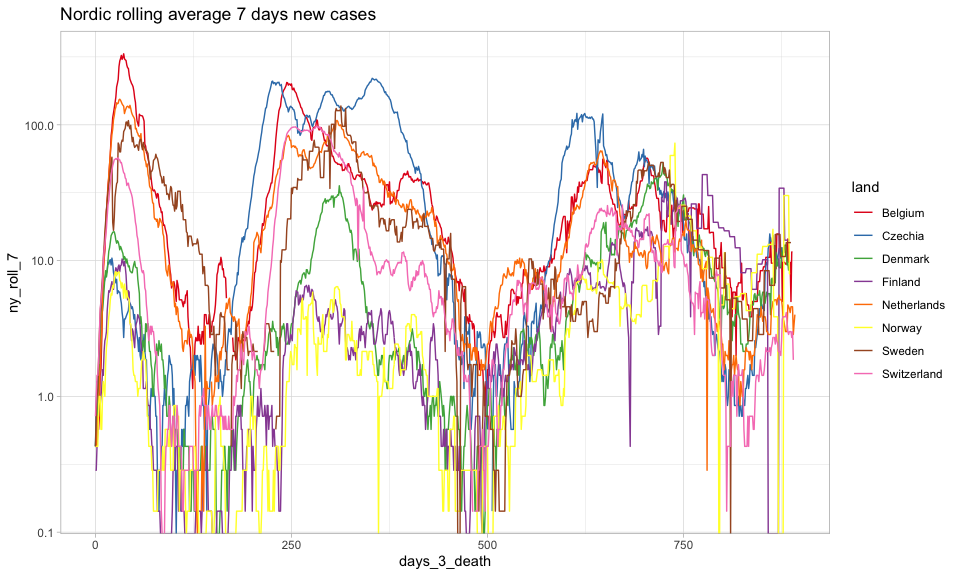 Nordic rolling average 7 days new cases
ny_roll_7
100.0
10.0
1.0
0.1
0
250
500
750
days_3_death
land
Belgium
Czechia
Denmark
Finland
Netherlands
Norway
Sweden
Switzerland